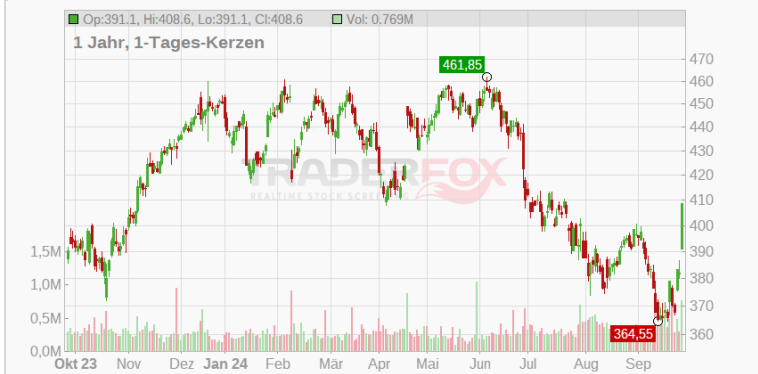 Op:391.1, Hi:408.6, Lo:391.1, Cl:408.6 Vol: 0.769M
1 Jahr, 1-Tages-Kerzen
461,85
470
460
450
440
430
420
410
400
390
380
370
360
1,5M
1,0M
0,5M
0,0M
TRADERFOX
REALTIME STOCK SCREE
364,55
Okt 23 Nov Dez Jan 24 Feb Mär Apr Mai Jun Jul Aug Sep